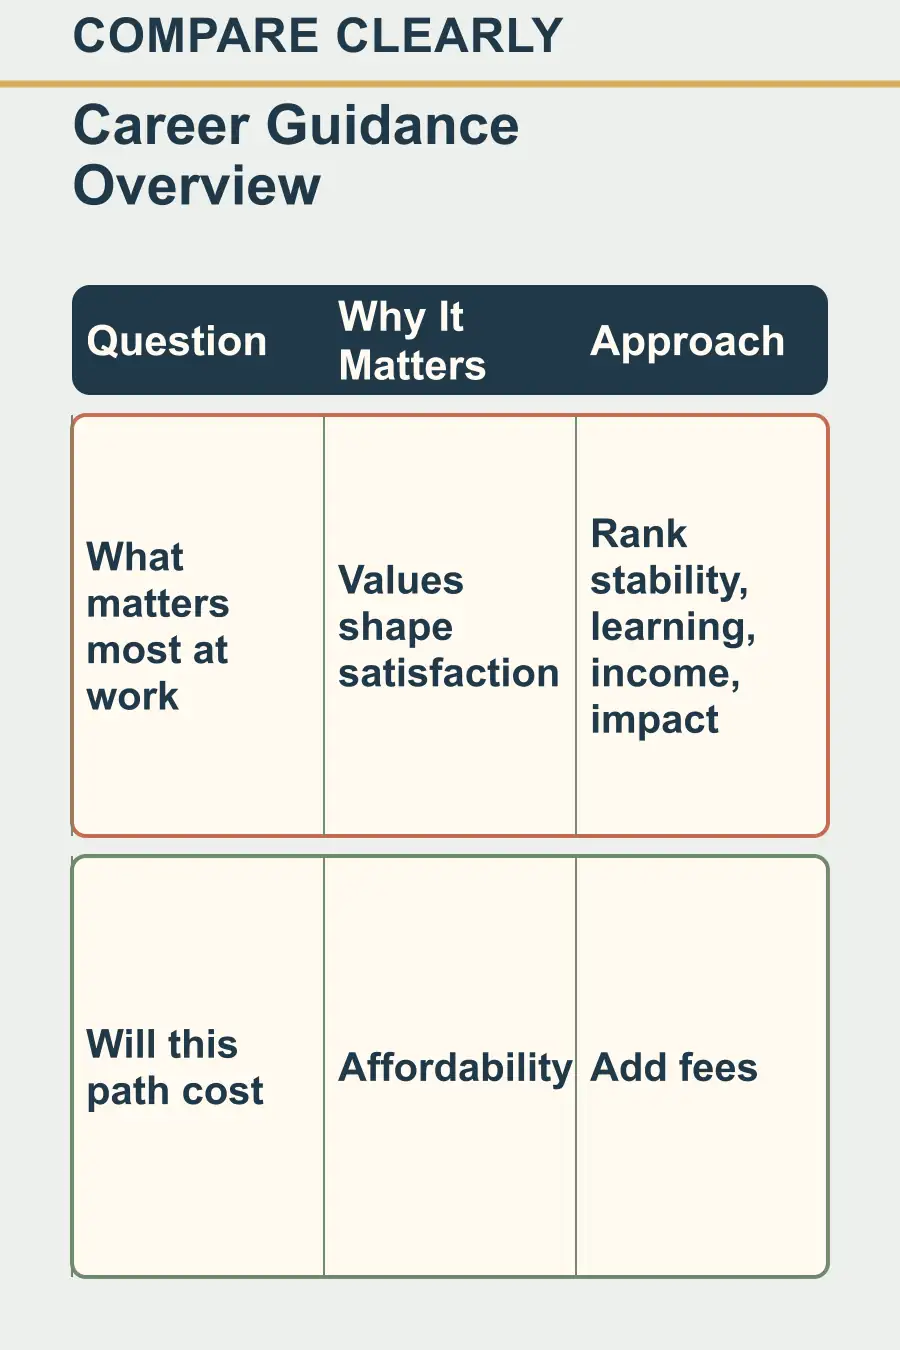 COMPARE CLEARLY
Career Guidance
Overview
Question
Why It
Matters
Approach
What
matters
most at
work
Values
shape
satisfaction
Rank
stability,
learning,
income,
impact
Will this
path cost
Affordability
Add fees